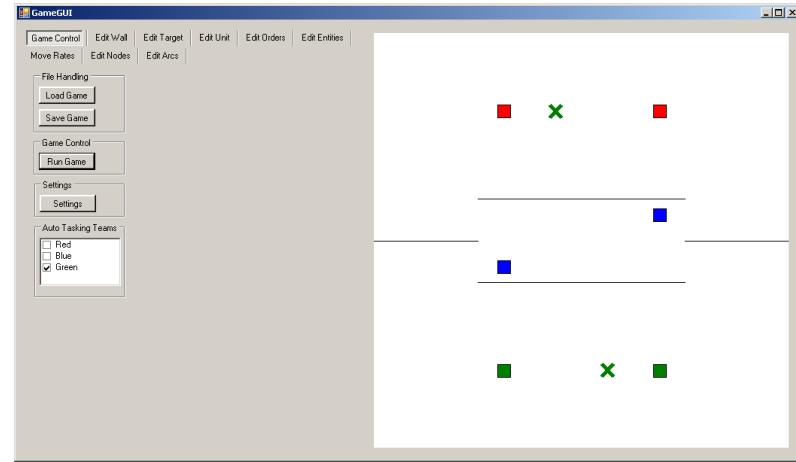 GameGUI
Game Control Edit Wall Edit Target Edit Unit Edit Orders Edit Entities
Move Rates Edit Nodes Edit Arcs
File Handling
Load Game
Save Game
Game Control
Run Game
Settings
Settings
Auto Tasking Teams
Red
Blue
Green